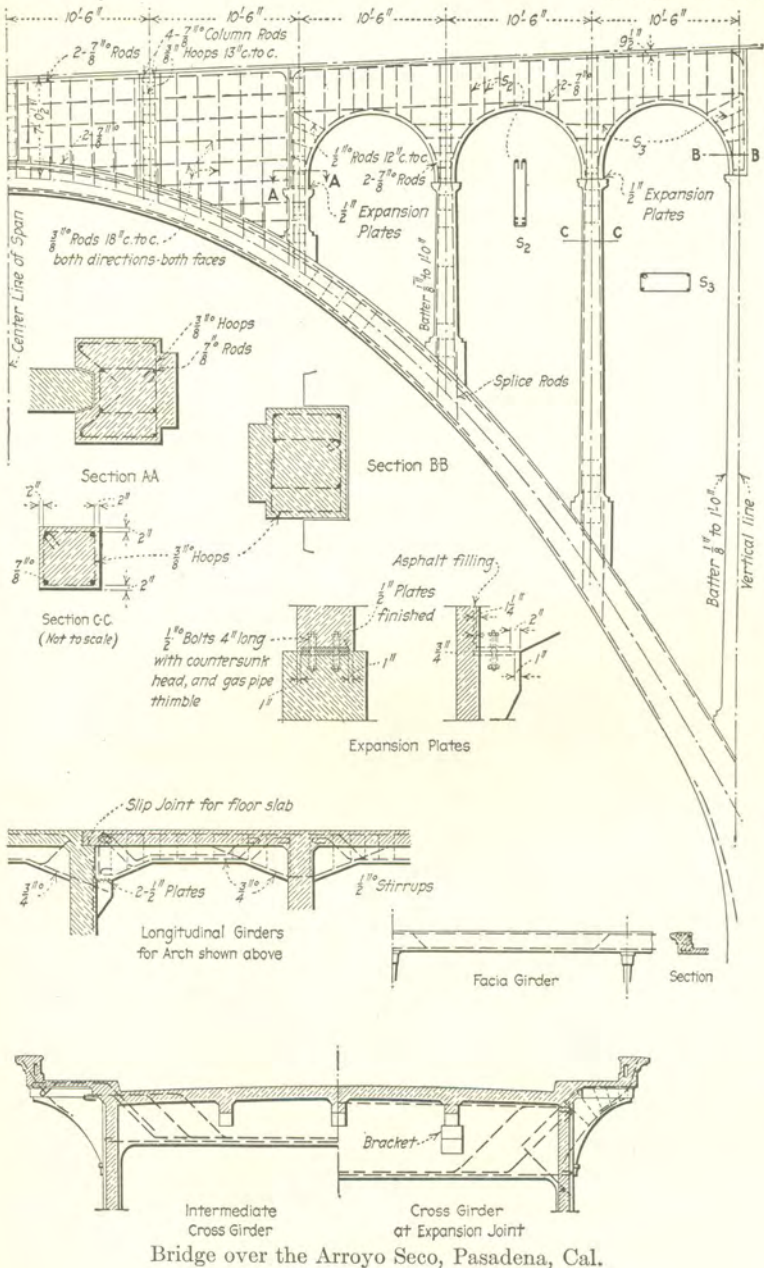 10'-6" 10'-6" 10'-6" 10'-6" 10'-6"
4-7/8"° Column Rods
2-7/8"° Rods
3/8"° Hoops 13"c.to c.
9 1/2"
S2
2-7/8"°
7'-0 1/2"
2-7/8"°
1/2"° Rods 12"c.to c.
2-7/8"° Rods
S3
B B
A A
1/2" Expansion Plates
1/2" Expansion
Plates
3/8"° Rods 18"c.to c.
both directions-both faces
S2
C C
S3
Center Line of Span
Batter 1/8" to 1'-0"
3/8"° Hoops
7/8"° Rods
Splice Rods
Section AA
Section BB
2" 2"
2"
7/8"°
3/8"° Hoops
2"
Section C-C.
(Not to scale)
Batter 1/8" to 1'-0"
Vertical line
Asphalt filling
1/2" Plates
finished
1/4"
2"
1/2"° Bolts 4" long
with countersunk
head, and gas pipe
thimble
1"
3/4"
1"
1"
Expansion Plates
Slip Joint for floor slab
3/4"°
2-1/2" Plates
3/4"°
1/2"° Stirrups
Longitudinal Girders
for Arch shown above
Facia Girder
Section
Bracket
Intermediate
Cross Girder
Cross Girder
at Expansion Joint
Bridge over the Arroyo Seco, Pasadena, Cal.